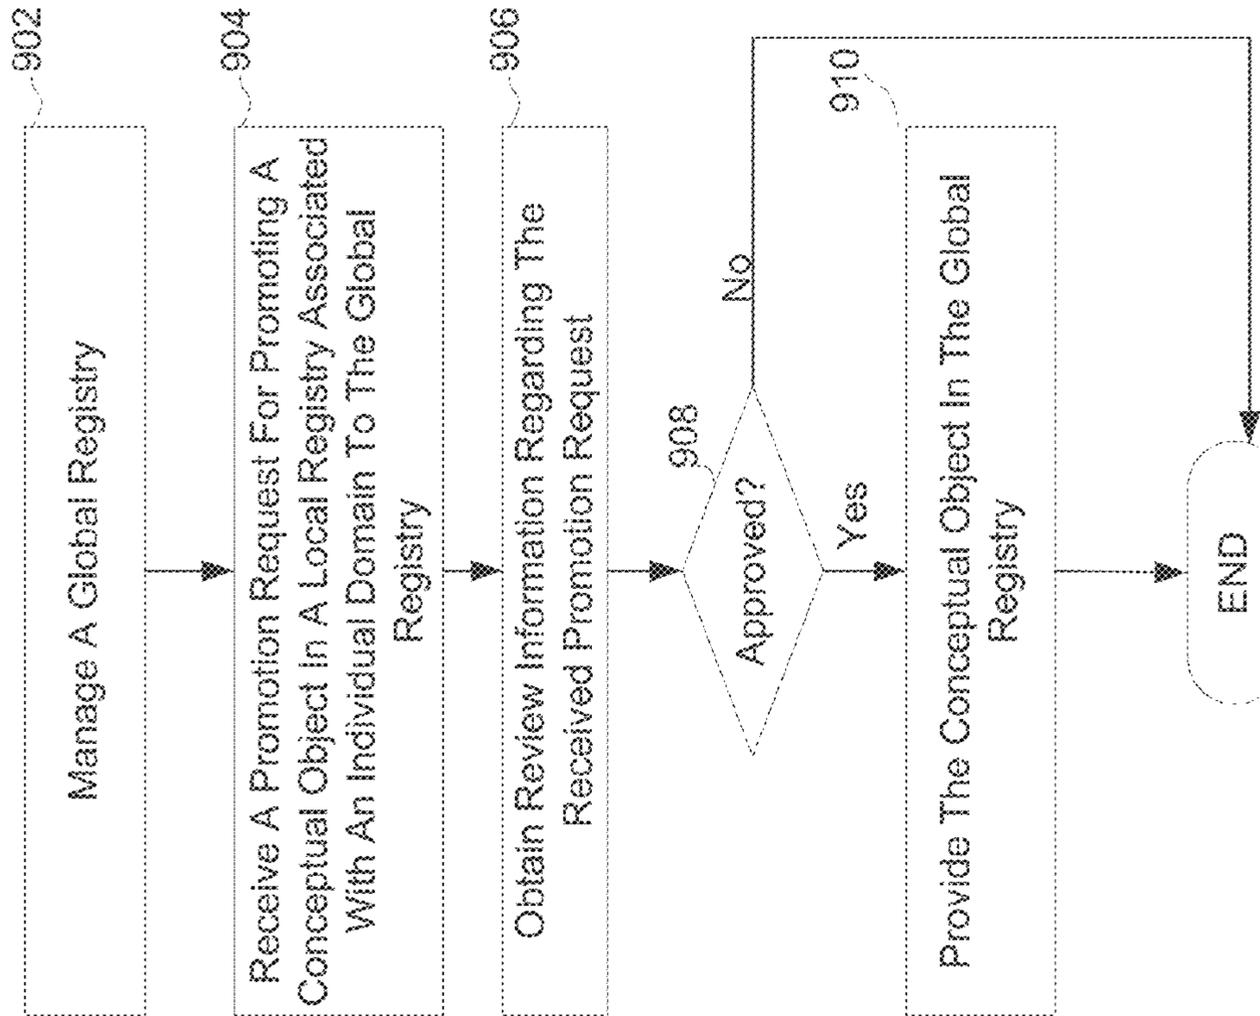 902
Manage A Global Registry
904
Receive A Promotion Request For Promoting A
Conceptual Object In A Local Registry Associated
With An Individual Domain To The Global
Registry
906
Obtain Review Information Regarding The
Received Promotion Request
908
Approved?
No
Yes
910
Provide The Conceptual Object In The Global
Registry
END